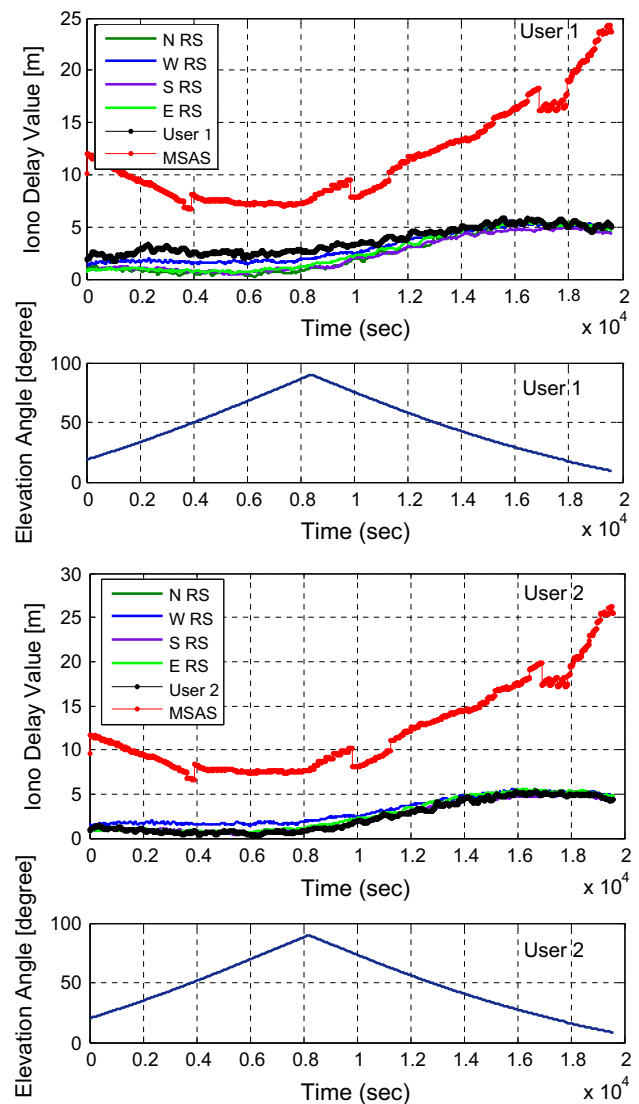 User 1
N RS
W RS
S RS
E RS
User 1
MSAS
Iono Delay Value [m]
25
20
15
10
5
0
0 0.2 0.4 0.6 0.8 1 1.2 1.4 1.6 1.8 2
Time (sec)
x 10^4
Elevation Angle [degree]
User 1
100
50
0
0 0.2 0.4 0.6 0.8 1 1.2 1.4 1.6 1.8 2
Time (sec)
x 10^4
User 2
N RS
W RS
S RS
E RS
User 2
MSAS
Iono Delay Value [m]
30
25
20
15
10
5
0
0 0.2 0.4 0.6 0.8 1 1.2 1.4 1.6 1.8 2
Time (sec)
x 10^4
Elevation Angle [degree]
User 2
100
50
0
0 0.2 0.4 0.6 0.8 1 1.2 1.4 1.6 1.8 2
Time (sec)
x 10^4